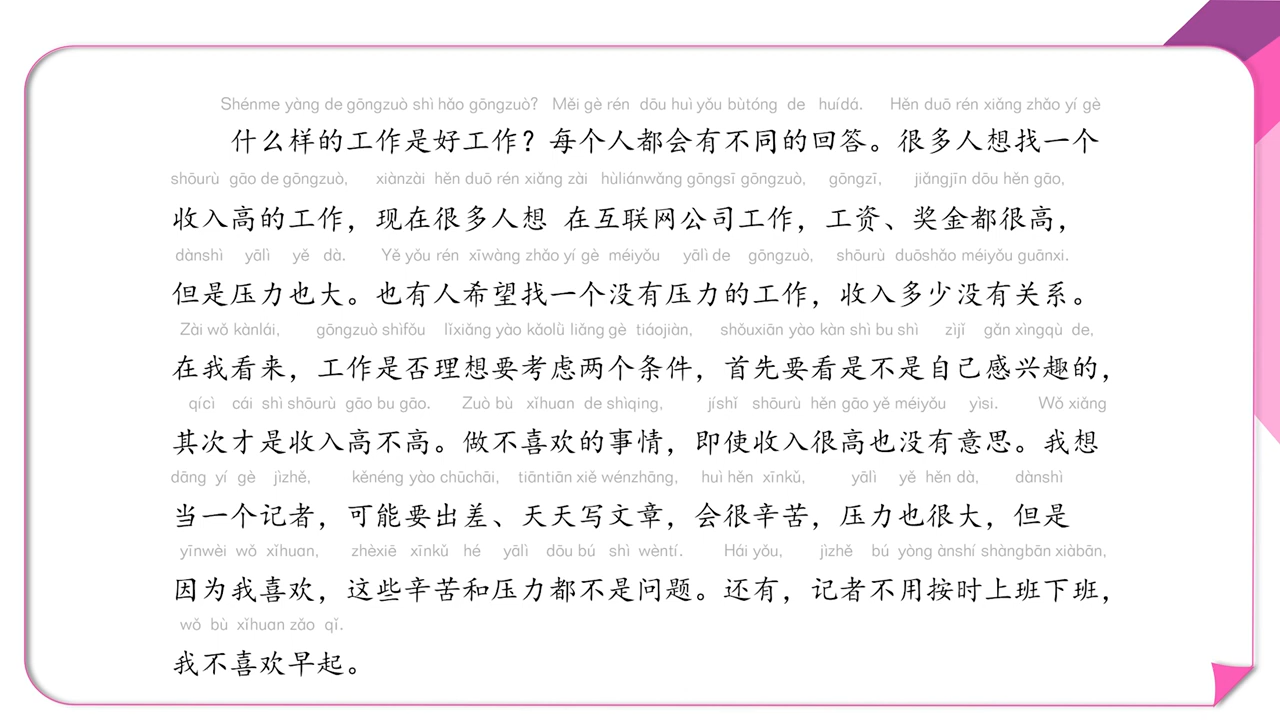 Shénme yàng de gōngzuò shì hǎo gōngzuò? Měi gè rén dōu huì yǒu bùtóng de huídá. Hěn duō rén xiǎng zhǎo yí gè
什么样的工作是好工作？每个人都会有不同的回答。很多人想找一个
shōurù gāo de gōngzuò, xiànzài hěn duō rén xiǎng zài hùliánwǎng gōngsī gōngzuò, gōngzī, jiǎngjīn dōu hěn gāo,
收入高的工作，现在很多人想 在互联网公司工作，工资、奖金都很高，
dànshì yālì yě dà. Yě yǒu rén xīwàng zhǎo yí gè méiyǒu yālì de gōngzuò, shōurù duōshǎo méiyǒu guānxi.
但是压力也大。也有人希望找一个没有压力的工作，收入多少没有关系。
Zài wǒ kànlái, gōngzuò shìfǒu lǐxiǎng yào kǎolǜ liǎng gè tiáojiàn, shǒuxiān yào kàn shì bu shì zìjǐ gǎn xìngqù de,
在我看来，工作是否理想要考虑两个条件，首先要看是不是自己感兴趣的，
qícì cái shì shōurù gāo bu gāo. Zuò bù xǐhuan de shìqing, jíshǐ shōurù hěn gāo yě méiyǒu yìsi. Wǒ xiǎng
其次才是收入高不高。做不喜欢的事情，即使收入很高也没有意思。我想
dāng yí gè jìzhě, kěnéng yào chūchāi, tiāntiān xiě wénzhāng, huì hěn xīnkǔ, yālì yě hěn dà, dànshì
当一个记者，可能要出差、天天写文章，会很辛苦，压力也很大，但是
yīnwèi wǒ xǐhuan, zhèxiē xīnkǔ hé yālì dōu bú shì wèntí. Hái yǒu, jìzhě bú yòng ànshí shàngbān xiàbān,
因为我喜欢，这些辛苦和压力都不是问题。还有，记者不用按时上班下班，
wǒ bù xǐhuan zǎo qǐ.
我不喜欢早起。